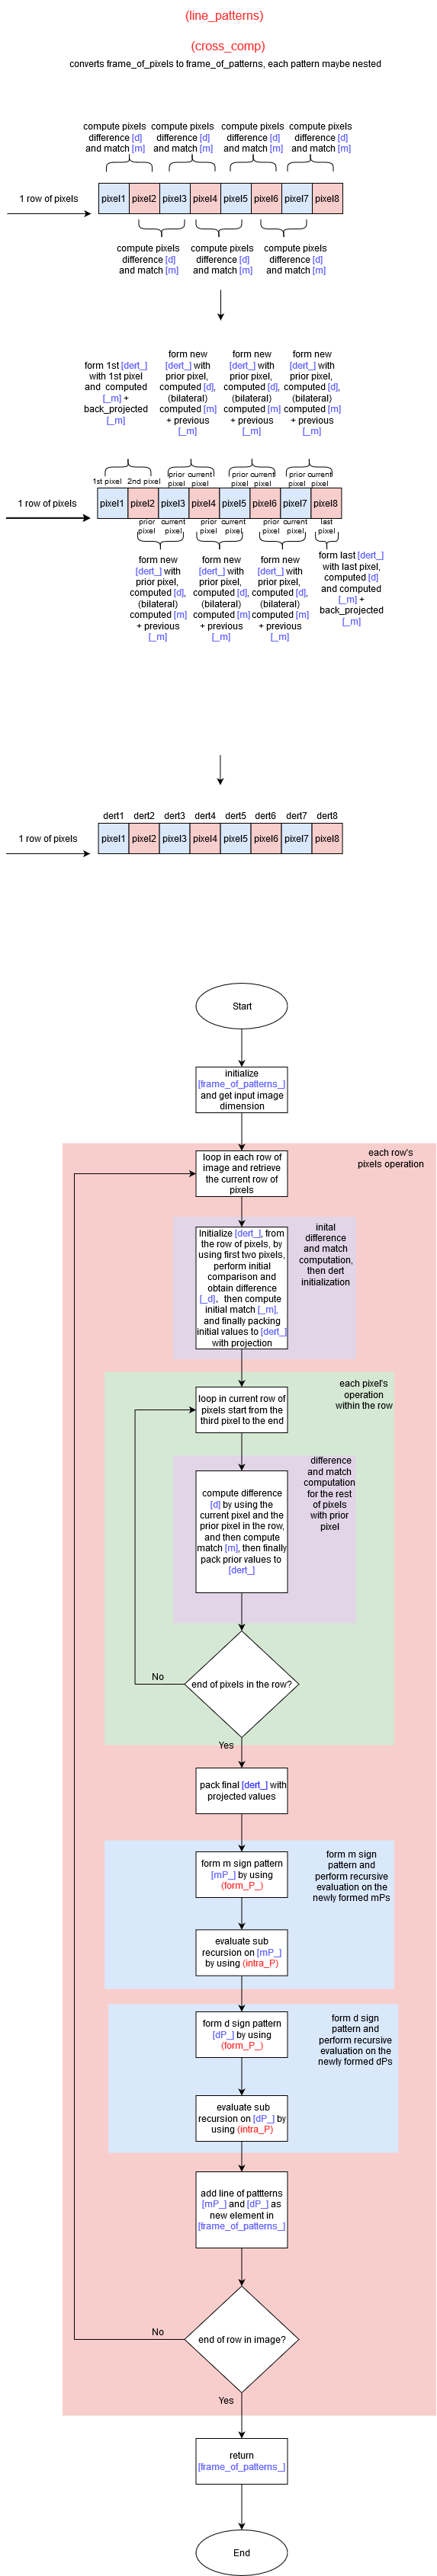 (line_patterns)
(cross_comp)
converts frame_of_pixels to frame_of_patterns, each pattern maybe nested
compute pixels compute pixels compute pixels compute pixels
difference [d] difference [d] difference [d] difference [d]
and match [m] and match [m] and match [m] and match [m]
1 row of pixels
pixel1 pixel2 pixel3 pixel4 pixel5 pixel6 pixel7 pixel8
compute pixels compute pixels compute pixels
difference [d] difference [d] difference [d]
and match [m] and match [m] and match [m]
form 1st [dert_]
with 1st pixel
and computed
[_m] +
back_projected
[_m]
form new
[dert_] with
prior pixel,
computed [d],
(bilateral)
computed [m]
+ previous
[_m]
form new
[dert_] with
prior pixel,
computed [d],
(bilateral)
computed [m]
+ previous
[_m]
form new
[dert_] with
prior pixel,
computed [d],
(bilateral)
computed [m]
+ previous
[_m]
1st pixel 2nd pixel
prior current
pixel pixel
prior current
pixel pixel
prior current
pixel pixel
1 row of pixels
pixel1 pixel2 pixel3 pixel4 pixel5 pixel6 pixel7 pixel8
prior current
pixel pixel
prior current
pixel pixel
prior current
pixel pixel
last
pixel
form new
[dert_] with
prior pixel,
computed [d],
(bilateral)
computed [m]
+ previous
[_m]
form new
[dert_] with
prior pixel,
computed [d],
(bilateral)
computed [m]
+ previous
[_m]
form new
[dert_] with
prior pixel,
computed [d],
(bilateral)
computed [m]
+ previous
[_m]
form last [dert_]
with last pixel,
computed [d]
and computed
[_m] +
back_projected
[_m]
dert1 dert2 dert3 dert4 dert5 dert6 dert7 dert8
1 row of pixels
pixel1 pixel2 pixel3 pixel4 pixel5 pixel6 pixel7 pixel8
Start
initialize
[frame_of_patterns_]
and get input image
dimension
each row's
pixels operation
loop in each row of
image and retrieve
the current row of
pixels
inital
difference
and match
computation,
then dert
initialization
Initialize [dert_], from
the row of pixels, by
using first two pixels,
perform initial
comparison and
obtain difference
[_d], then compute
initial match [_m],
and finally packing
initial values to [dert_]
with projection
each pixel's
operation
within the row
loop in current row of
pixels start from the
third pixel to the end
difference
and match
computation
for the rest
of pixels
with prior
pixel
compute difference
[d] by using the
current pixel and the
prior pixel in the row,
and then compute
match [m], then finally
pack prior values to
[dert_]
No
end of pixels in the row?
Yes
pack final [dert_] with
projected values
form m sign
pattern and
perform recursive
evaluation on the
newly formed mPs
form m sign pattern
[mP_] by using
(form_P_)
evaluate sub
recursion on [mP_]
by using (intra_P)
form d sign
pattern and
perform recursive
evaluation on the
newly formed dPs
form d sign pattern
[dP_] by using
(form_P_)
evaluate sub
recursion on [dP_] by
using (intra_P)
add line of pattterns
[mP_] and [dP_] as
new element in
[frame_of_patterns_]
No
end of row in image?
Yes
return
[frame_of_patterns_]
End